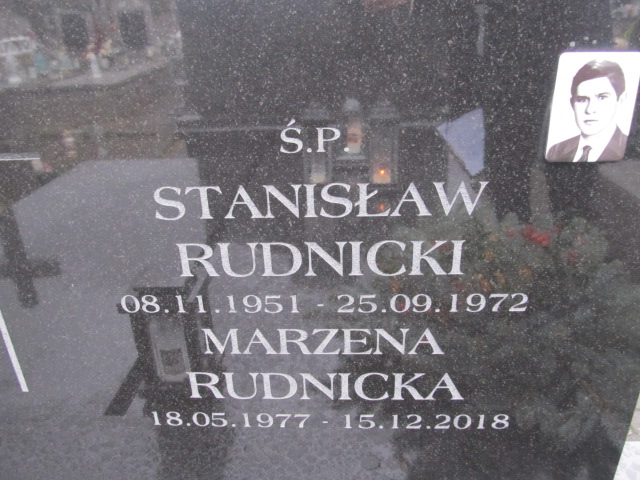 Ś.P.
STANISŁAW
RUDNICKI
08.11.1951 - 25.09.1972
MARZENA
RUDNICKA
18.05.1977 - 15.12.2018